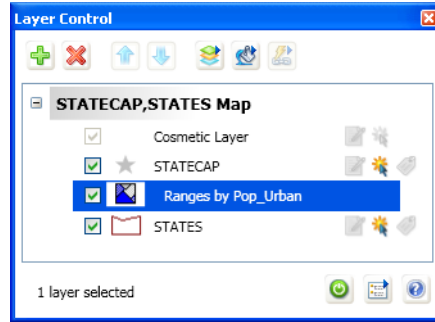 Layer Control
STATECAP,STATES Map
Cosmetic Layer
STATECAP
Ranges by Pop_Urban
STATES
1 layer selected